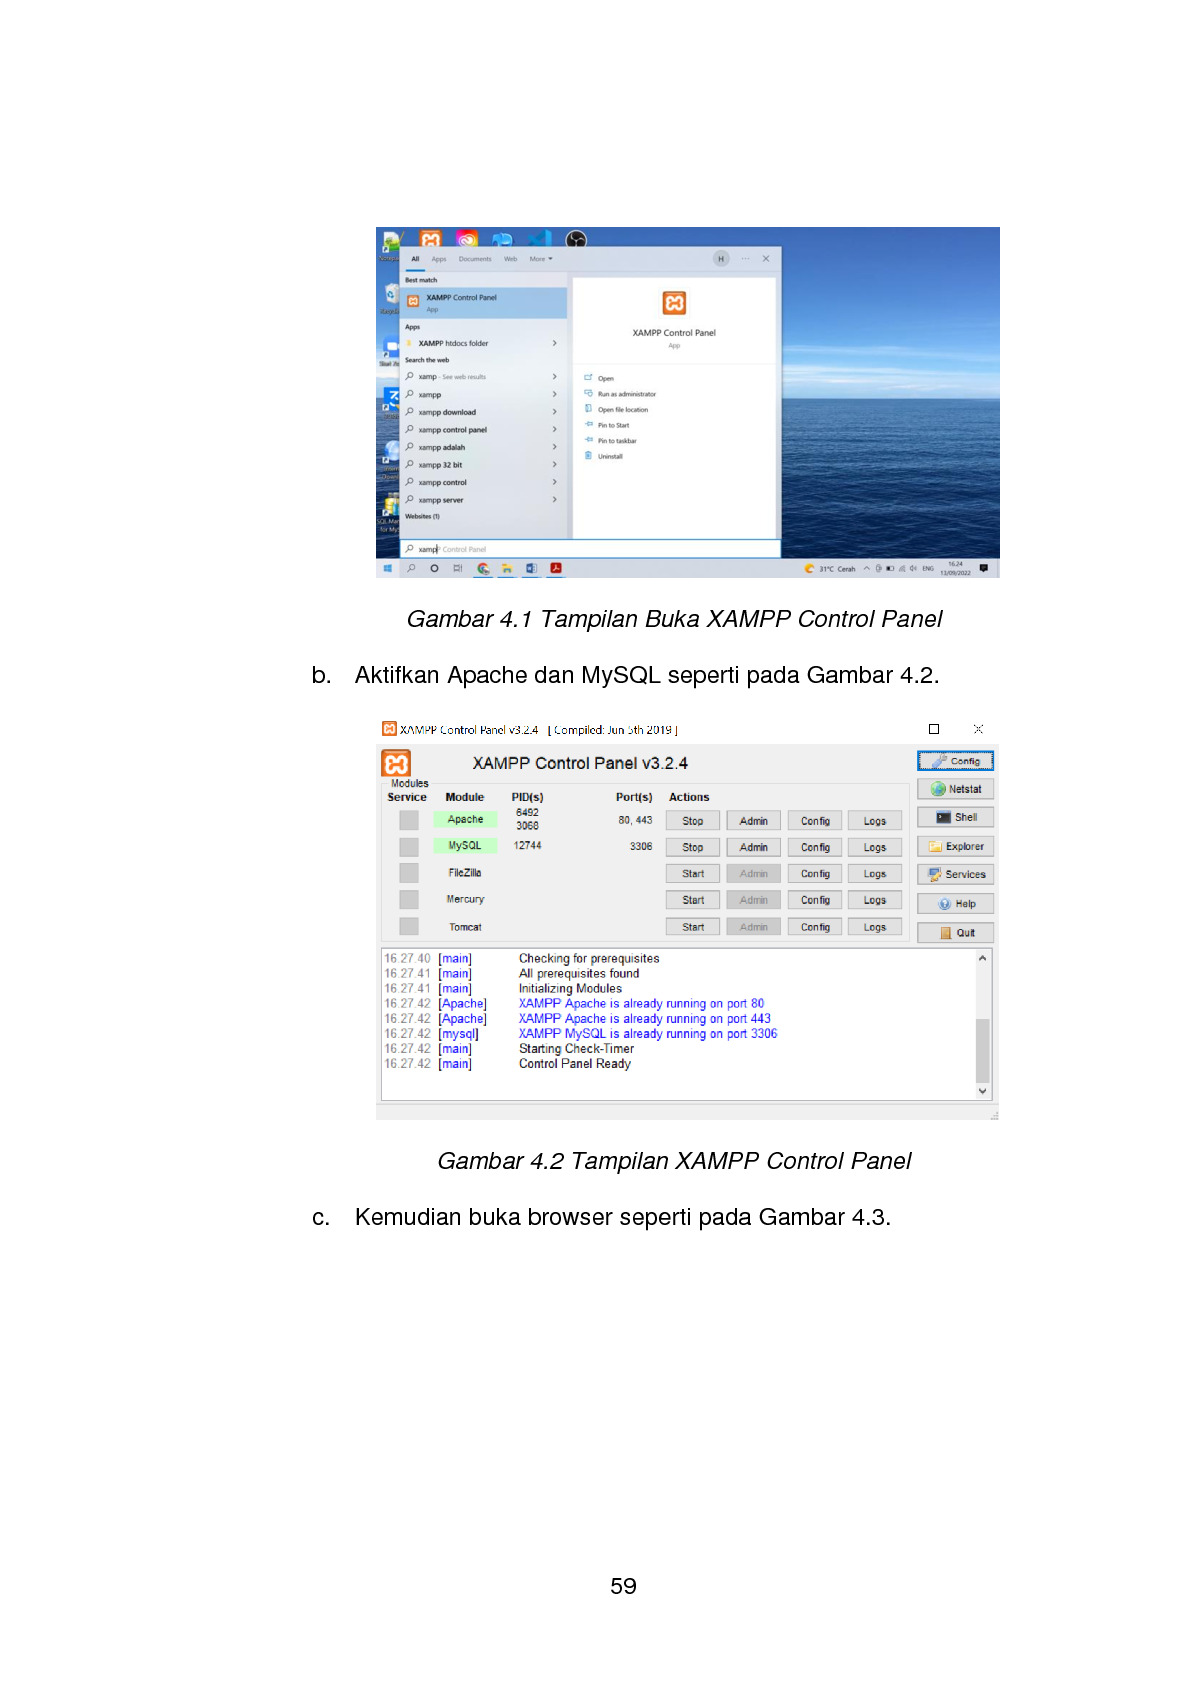 All Apps Documents Web More H
Best match
XAMPP Control Panel
App
Apps
XAMPP htdocs folder
Search the web
xamp - See web results
xampp
xampp download
xampp control panel
xampp adalah
xampp 32 bit
xampp control
xampp server
Websites (1)
xampP Control Panel
XAMPP Control Panel
App
Open
Run as administrator
Open file location
Pin to Start
Pin to taskbar
Uninstall
31°C Cerah ENG 16.24
13/09/2022
Gambar 4.1 Tampilan Buka XAMPP Control Panel
b. Aktifkan Apache dan MySQL seperti pada Gambar 4.2.
XAMPP Control Panel v3.2.4 [ Compiled: Jun 5th 2019 ]
XAMPP Control Panel v3.2.4
Modules
Service Module PID(s) Port(s) Actions
Apache 6492 3068 80, 443 Stop Admin Config Logs
MySQL 12744 3306 Stop Admin Config Logs
FileZilla Start Admin Config Logs
Mercury Start Admin Config Logs
Tomcat Start Admin Config Logs
Config
Netstat
Shell
Explorer
Services
Help
Quit
16.27.40 [main] Checking for prerequisites
16.27.41 [main] All prerequisites found
16.27.41 [main] Initializing Modules
16.27.42 [Apache] XAMPP Apache is already running on port 80
16.27.42 [Apache] XAMPP Apache is already running on port 443
16.27.42 [mysql] XAMPP MySQL is already running on port 3306
16.27.42 [main] Starting Check-Timer
16.27.42 [main] Control Panel Ready
Gambar 4.2 Tampilan XAMPP Control Panel
c. Kemudian buka browser seperti pada Gambar 4.3.
59